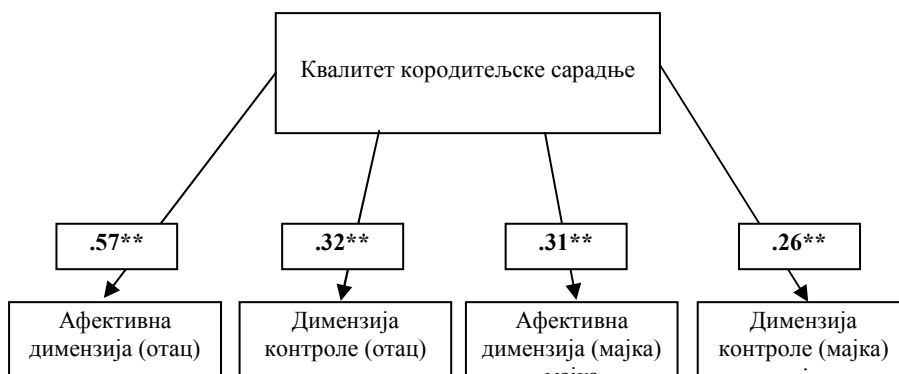 Квалитет кородитељске сарадње
.57** .32** .31** .26**
Афективна
димензија (отац)
Димензија
контроле (отац)
Афективна
димензија (мајка)
Димензија
контроле (мајка)